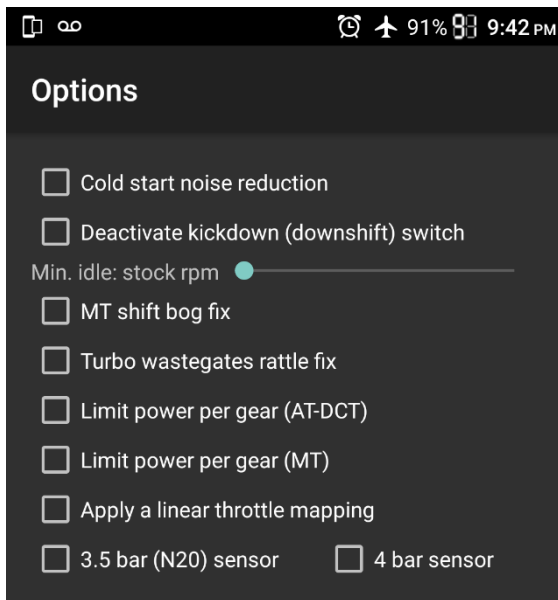 91% 91 9:42 PM
Options
Cold start noise reduction
Deactivate kickdown (downshift) switch
Min. idle: stock rpm
MT shift bog fix
Turbo wastegates rattle fix
Limit power per gear (AT-DCT)
Limit power per gear (MT)
Apply a linear throttle mapping
3.5 bar (N20) sensor 4 bar sensor